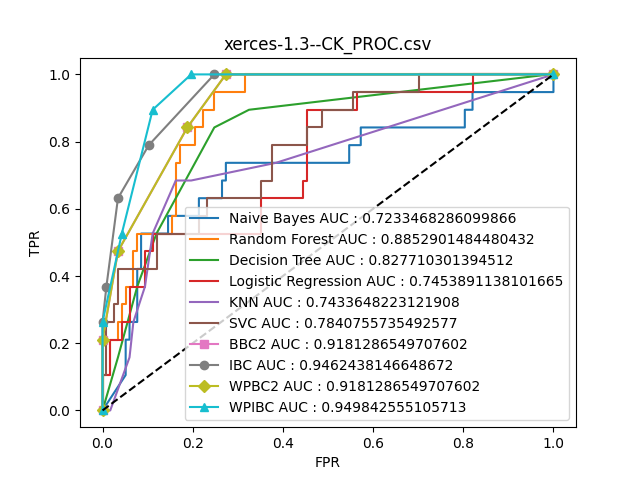 xerces-1.3--CK_PROC.csv
TPR
1.0
0.8
0.6
0.4
0.2
0.0
Naive Bayes AUC : 0.7233468286099866
Random Forest AUC : 0.8852901484480432
Decision Tree AUC : 0.827710301394512
Logistic Regression AUC : 0.7453891138101665
KNN AUC : 0.7433648223121908
SVC AUC : 0.7840755735492577
BBC2 AUC : 0.9181286549707602
IBC AUC : 0.9462438146648672
WPBC2 AUC : 0.9181286549707602
WPIBC AUC : 0.949842555105713
0.0 0.2 0.4 0.6 0.8 1.0
FPR